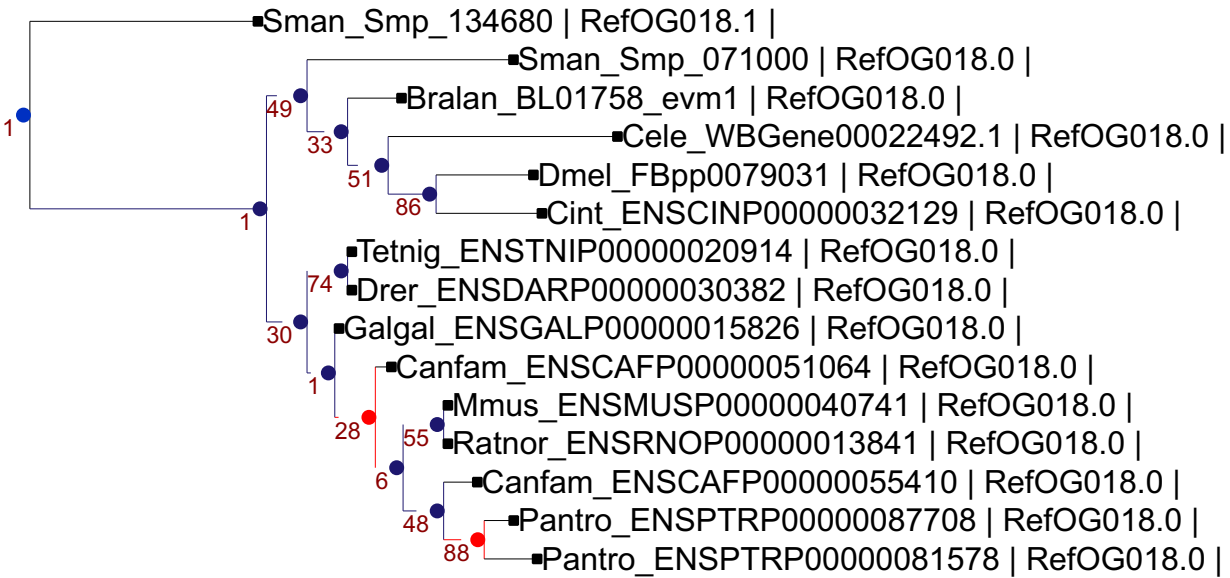 Sman_Smp_134680 | RefOG018.1 |
Sman_Smp_071000 | RefOG018.0 |
49
Bralan_BL01758_evm1 | RefOG018.0 |
1
Cele_WBGene00022492.1 | RefOG018.0 |
33
Dmel_FBpp0079031 | RefOG018.0 |
51
86
Cint_ENSCINP00000032129 | RefOG018.0 |
1
Tetnig_ENSTNIP00000020914 | RefOG018.0 |
74
Drer_ENSDARP00000030382 | RefOG018.0 |
30
Galgal_ENSGALP00000015826 | RefOG018.0 |
Canfam_ENSCAFP00000051064 | RefOG018.0 |
1
Mmus_ENSMUSP00000040741 | RefOG018.0 |
28
55
Ratnor_ENSRNOP00000013841 | RefOG018.0 |
6
Canfam_ENSCAFP00000055410 | RefOG018.0 |
48
Pantro_ENSPTRP00000087708 | RefOG018.0 |
88
Pantro_ENSPTRP00000081578 | RefOG018.0 |